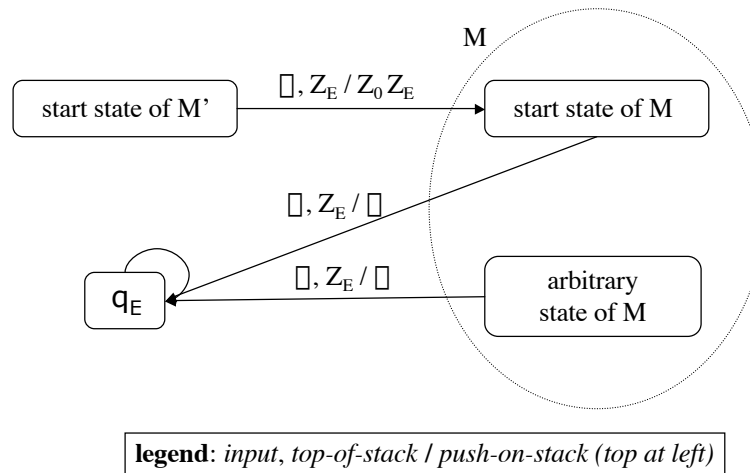 M
▯, Z_E / Z_0 Z_E
start state of M’
start state of M
▯, Z_E / ▯
▯, Z_E / ▯
q_E
arbitrary
state of M
legend: input, top-of-stack / push-on-stack (top at left)